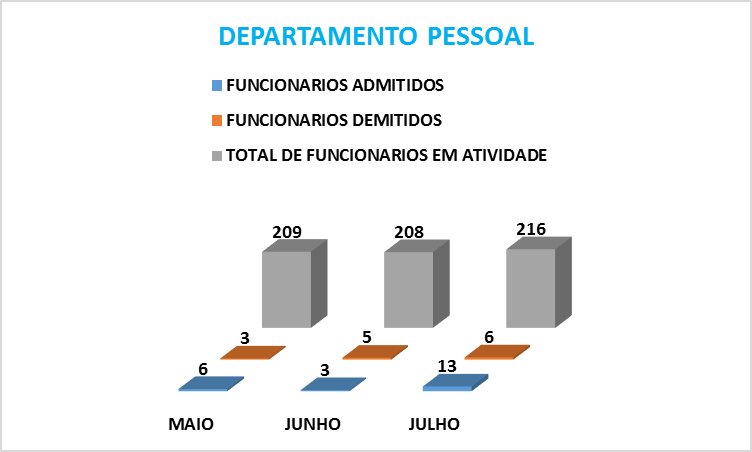 DEPARTAMENTO PESSOAL
FUNCIONARIOS ADMITIDOS
FUNCIONARIOS DEMITIDOS
TOTAL DE FUNCIONARIOS EM ATIVIDADE
209 208 216
3 5 6
6 3 13
MAIO JUNHO JULHO